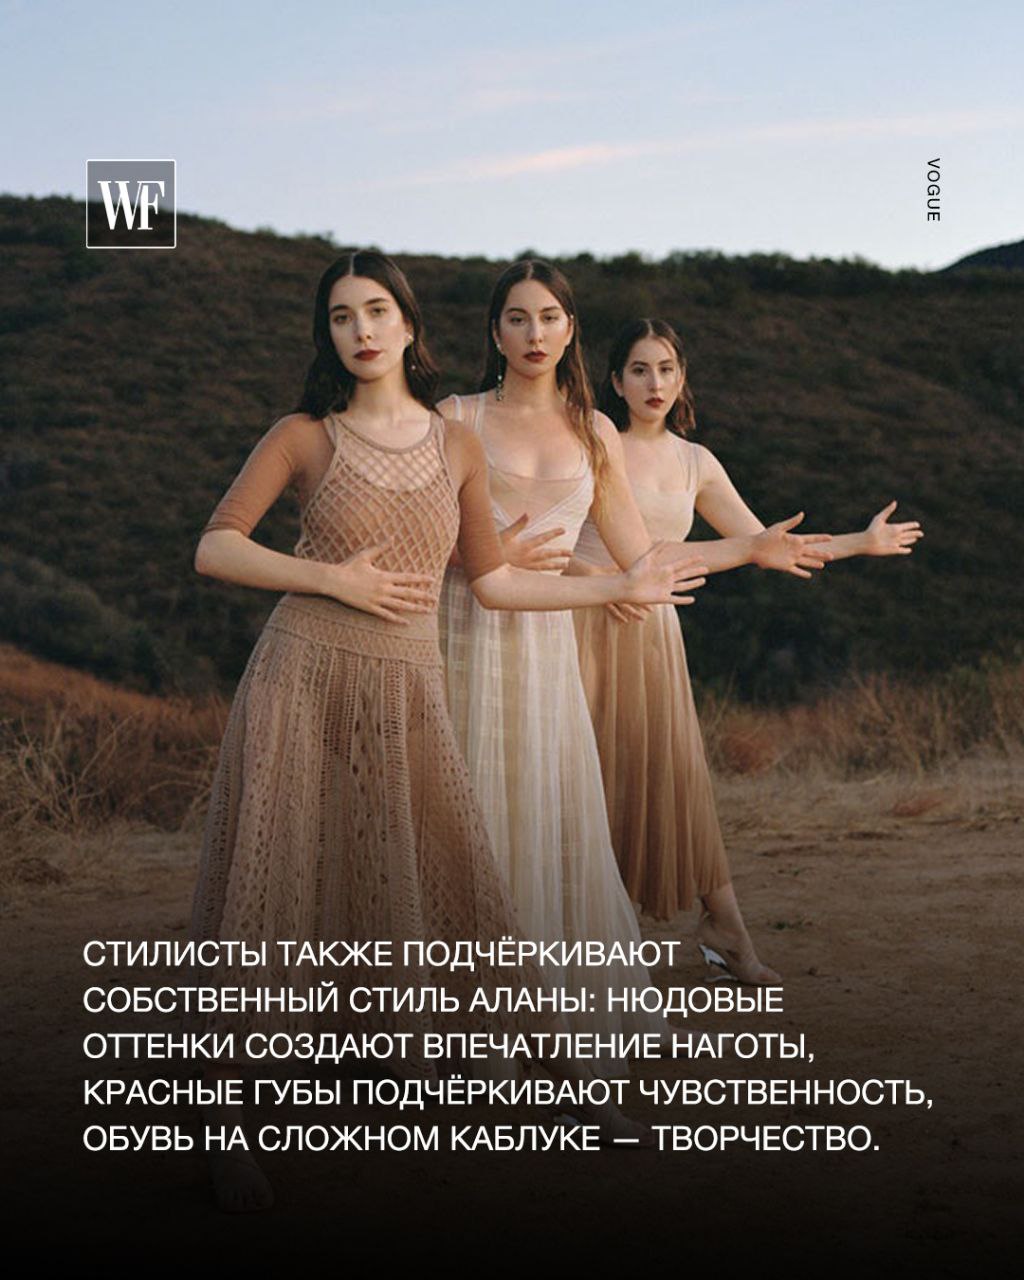 WF
VOGUE
СТИЛИСТЫ ТАКЖЕ ПОДЧЁРКИВАЮТ
СОБСТВЕННЫЙ СТИЛЬ АЛАНЫ: НЮДОВЫЕ
ОТТЕНКИ СОЗДАЮТ ВПЕЧАТЛЕНИЕ НАГОТЫ,
КРАСНЫЕ ГУБЫ ПОДЧЁРКИВАЮТ ЧУВСТВЕННОСТЬ,
ОБУВЬ НА СЛОЖНОМ КАБЛУКЕ — ТВОРЧЕСТВО.